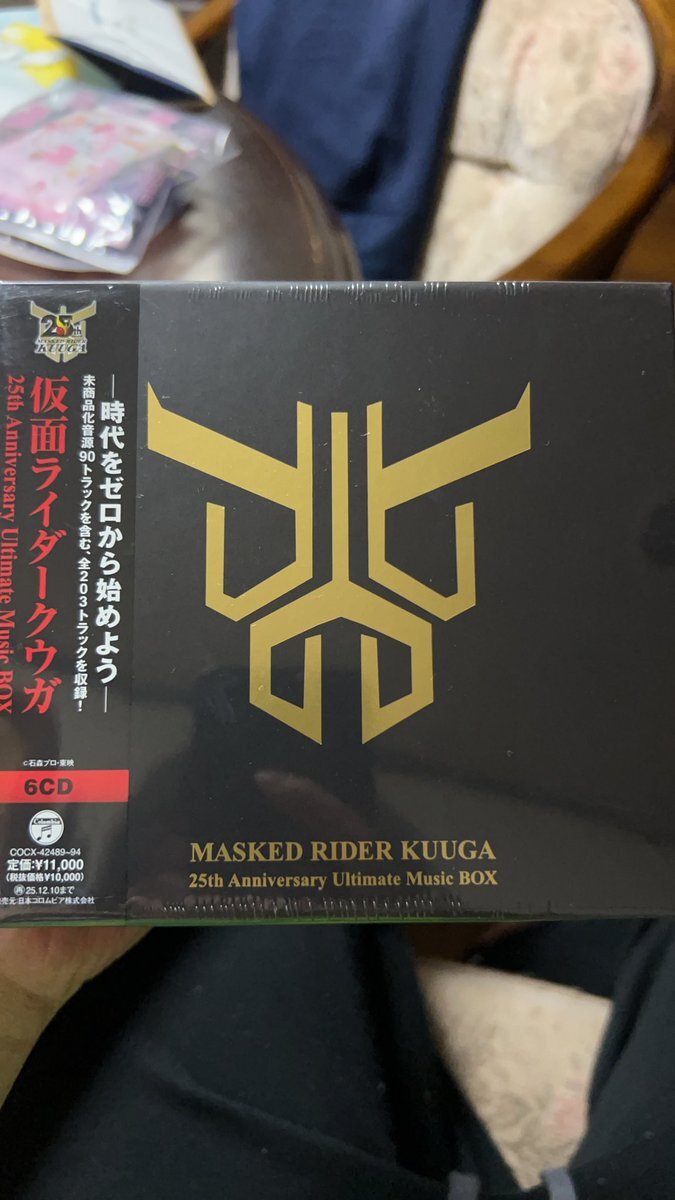 25th
MASKED RIDER
KUUGA
―時代をゼロから始めよう―
未商品化音源90トラックを含む、全203トラックを収録!
仮面ライダークウガ
25th Anniversary Ultimate Music BOX
©石森プロ・東映
6CD
Columbia
COCX-42489~94
定価:¥11,000
(税抜価格¥10,000)
再 25.12.10まで
売元:日本コロムビア株式会社
MASKED RIDER KUUGA
25th Anniversary Ultimate Music BOX